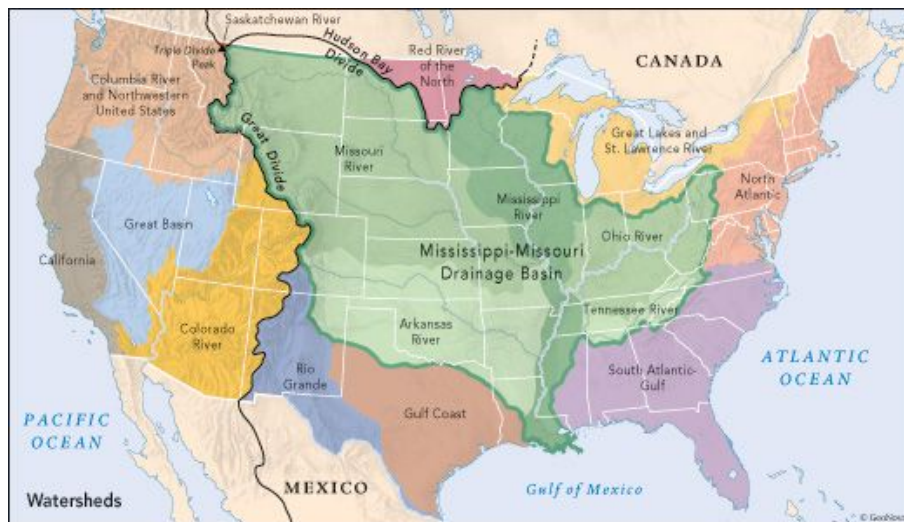 Saskatchewan River
Triple Divide
Peak
Hudson Bay
Divide
Red River
of the
North
CANADA
Columbia River
and Northwestern
United States
Great Divide
Missouri
River
Great Lakes and
St. Lawrence River
North
Atlantic
Mississippi
River
Great Basin
Ohio River
Mississippi-Missouri
Drainage Basin
California
Tennessee River
Colorado
River
Arkansas
River
ATLANTIC
OCEAN
Rio
Grande
South Atlantic-
Gulf
PACIFIC
OCEAN
Gulf Coast
MEXICO
Gulf of Mexico
Watersheds